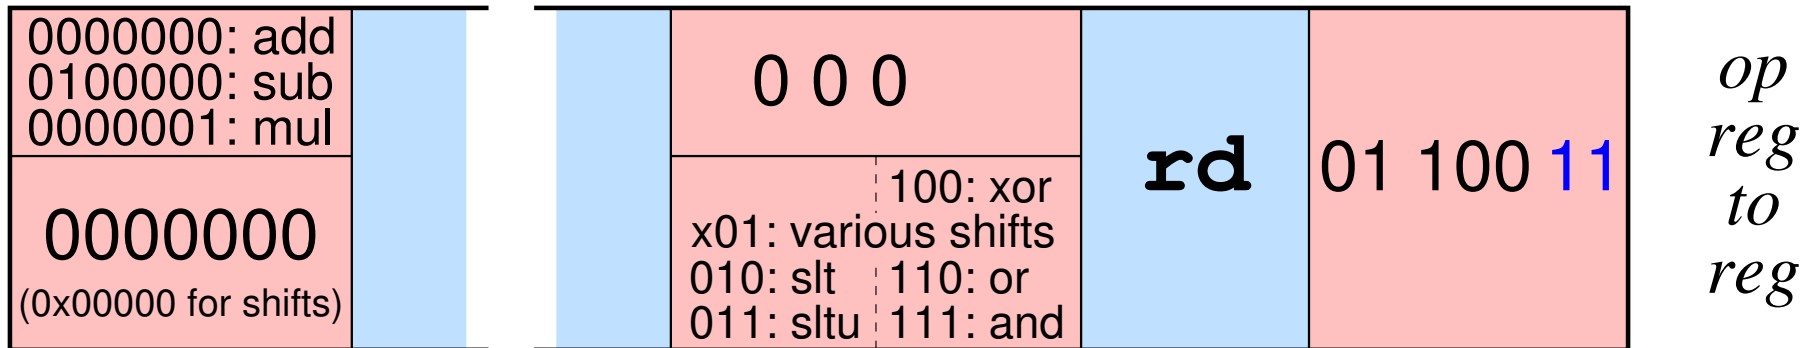 0000000: add
0100000: sub
0000001: mul
0000000
(0x00000 for shifts)
0 0 0
100: xor
x01: various shifts
010: slt 110: or
011: sltu 111: and
rd
01 100 11
op
reg
to
reg